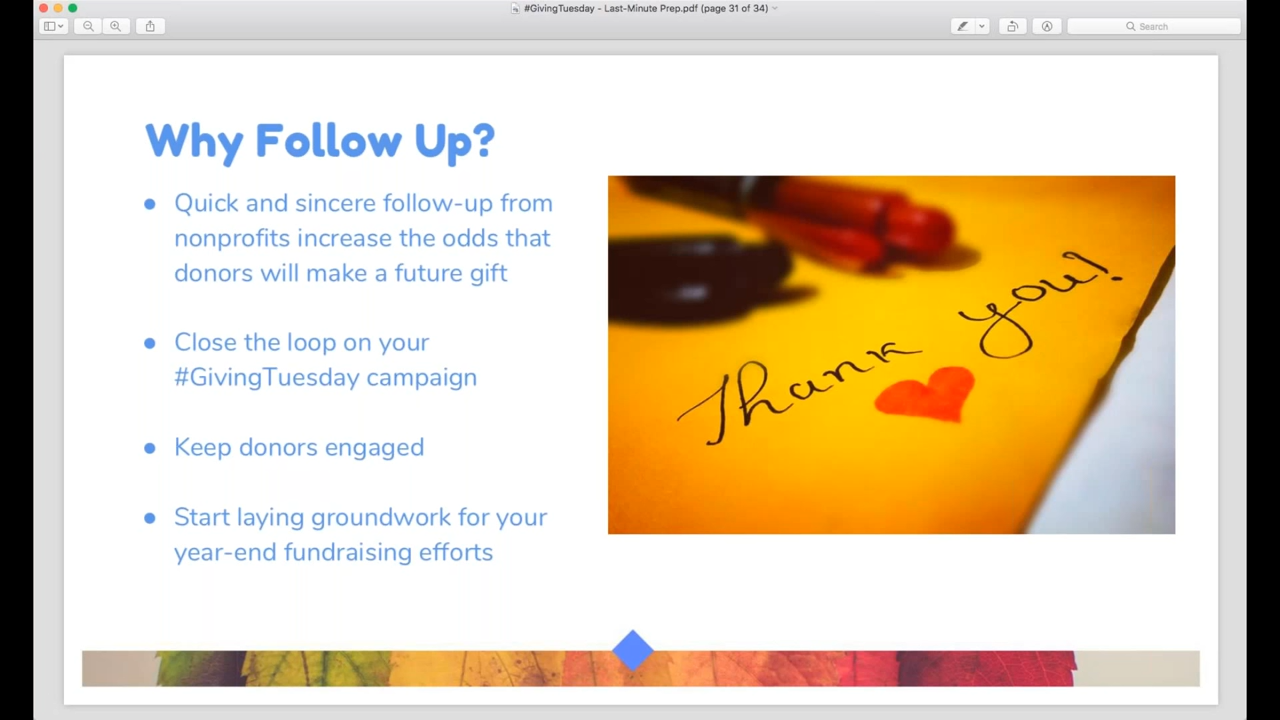 #GivingTuesday - Last-Minute Prep.pdf (page 31 of 34)
Search
Why Follow Up?
● Quick and sincere follow-up from
nonprofits increase the odds that
donors will make a future gift
● Close the loop on your
#GivingTuesday campaign
● Keep donors engaged
● Start laying groundwork for your
year-end fundraising efforts
Thank you!